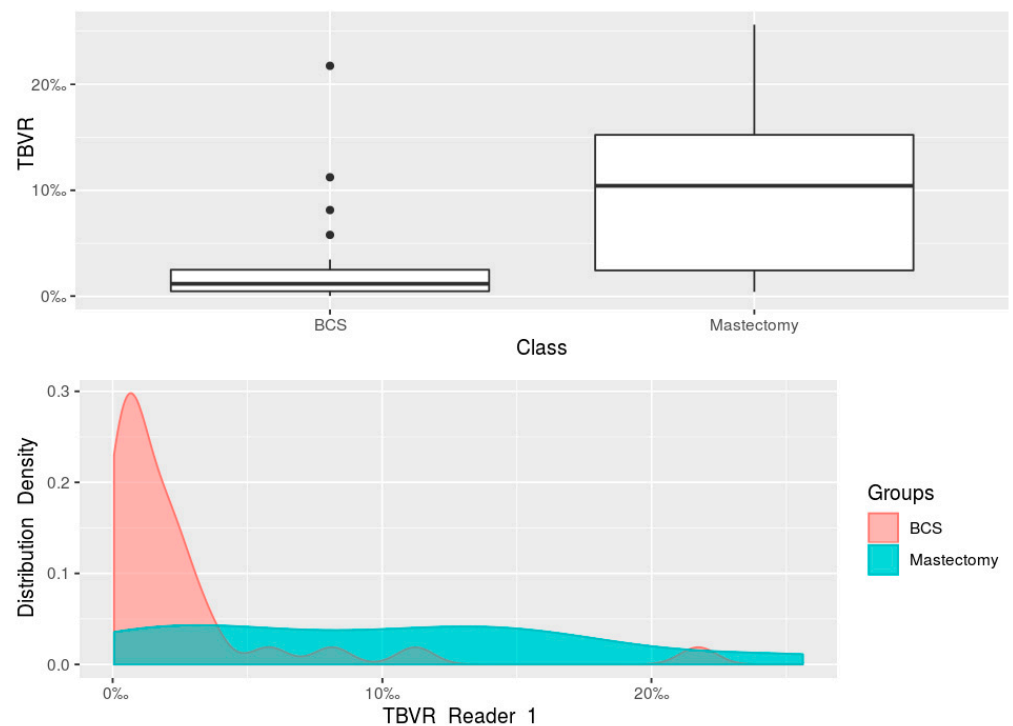 20‰
TBVR
10‰
0‰
BCS
Mastectomy
Class
0.3
Distribution Density
0.2
0.1
0.0
0‰
10‰
20‰
TBVR Reader 1
Groups
BCS
Mastectomy